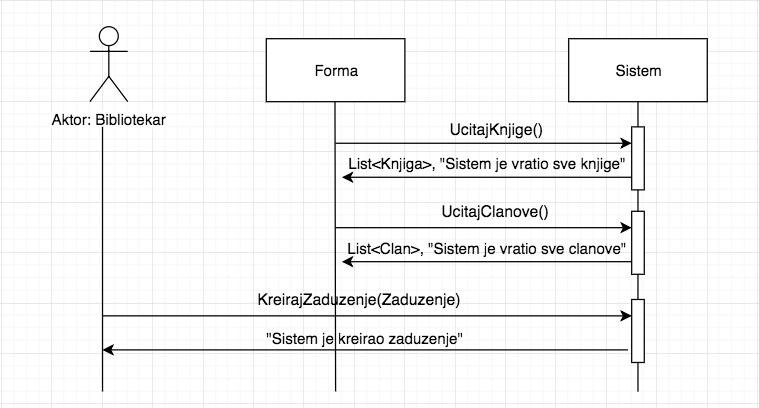 Forma
Sistem
Aktor: Bibliotekar
UcitajKnjige()
List<Knjiga>, "Sistem je vratio sve knjige"
UcitajClanove()
List<Clan>, "Sistem je vratio sve clanove"
KreirajZaduzenje(Zaduzenje)
"Sistem je kreirao zaduzenje"